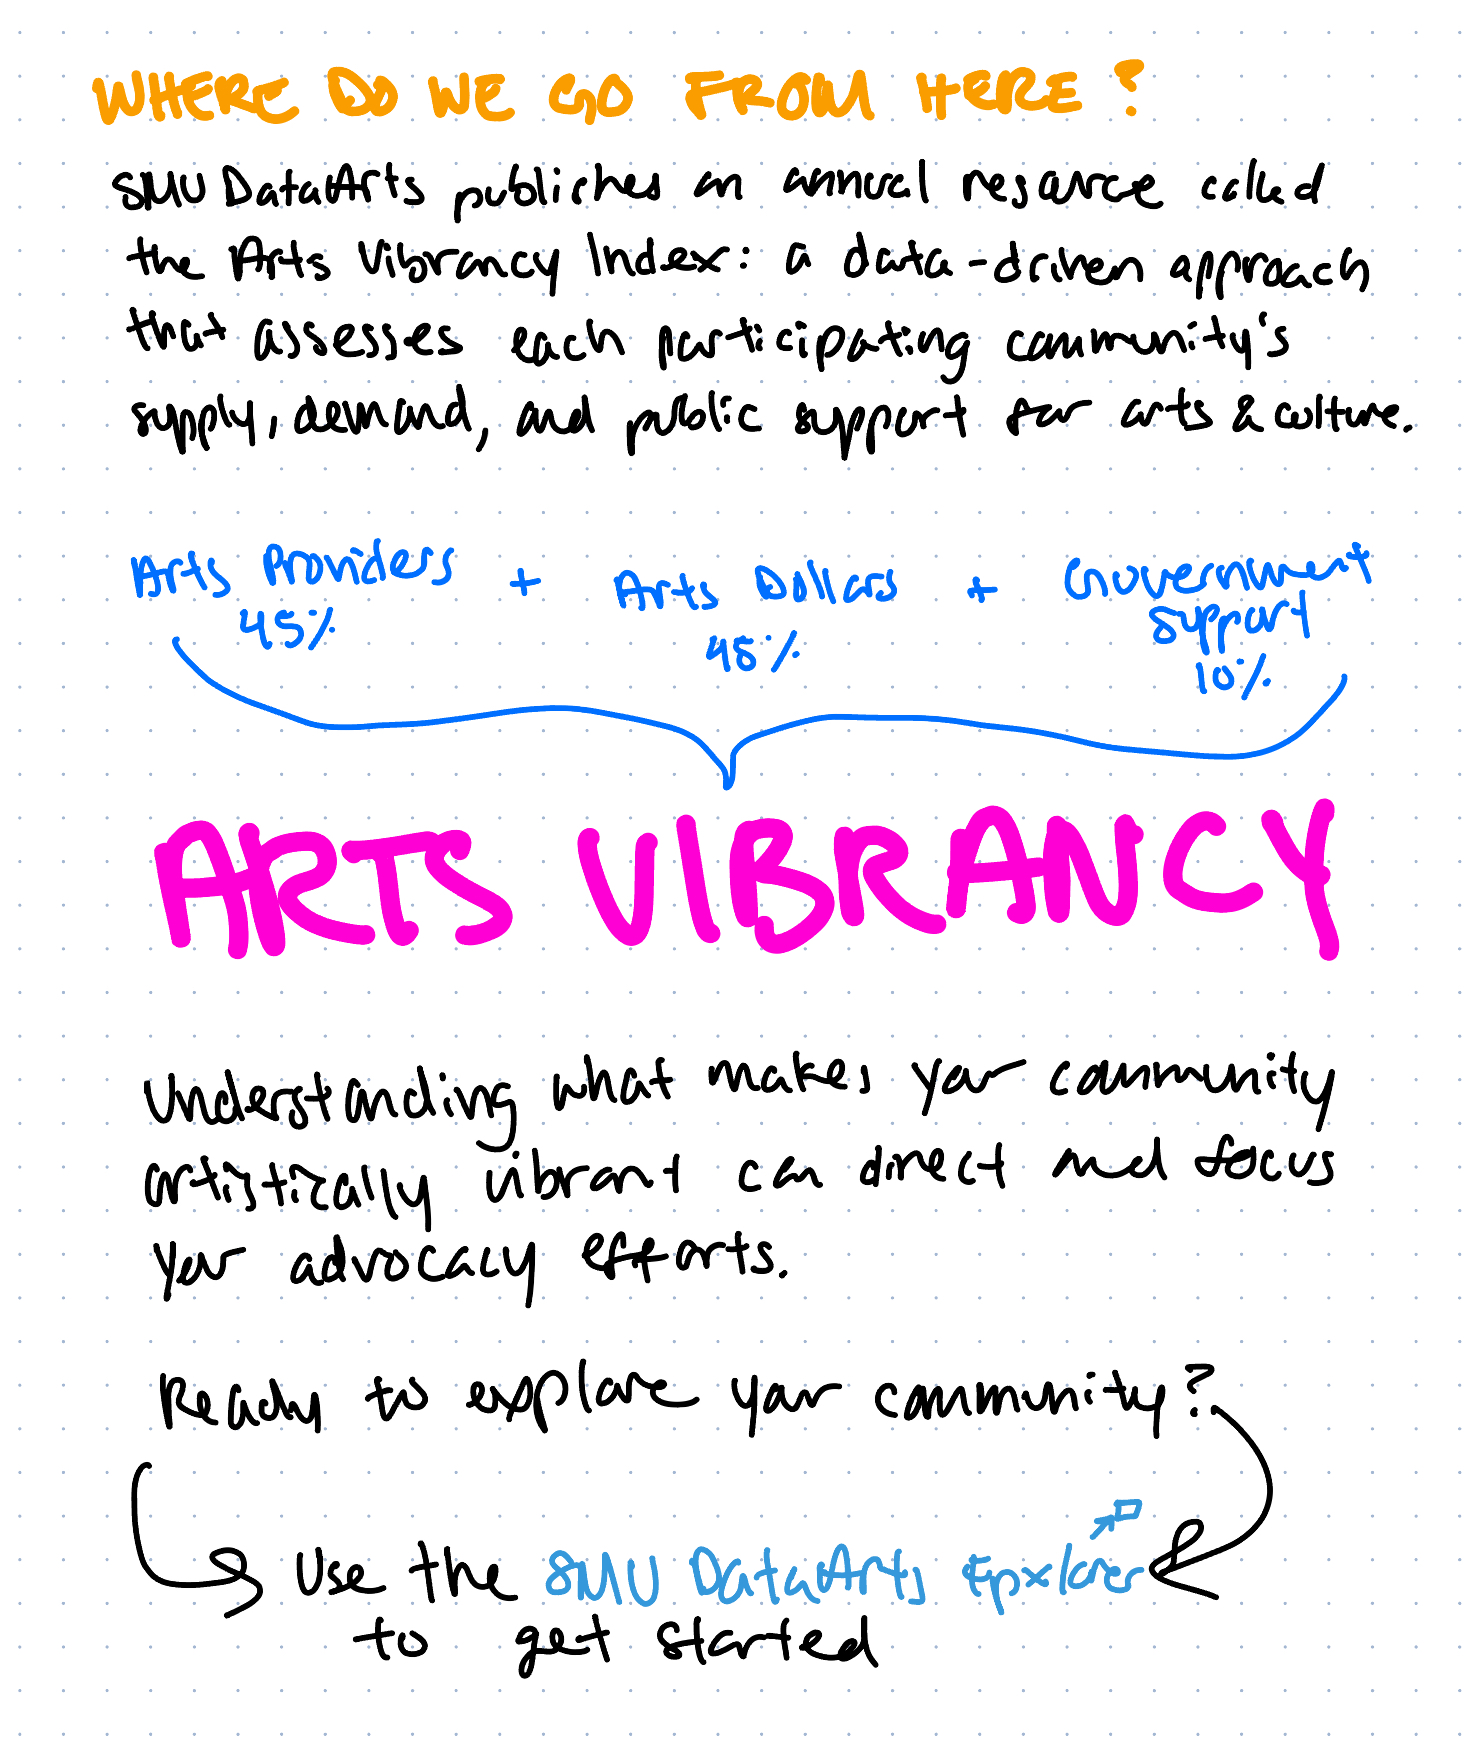 WHERE DO WE GO FROM HERE?
SMU DataArts publishes an annual resource called
the Arts Vibrancy Index: a data-driven approach
that assesses each participating community's
supply, demand, and public support for arts & culture.
Arts Providers + Arts Dollars + Government
support
45% 45% 10%
ARTS VIBRANCY
Understanding what makes your community
artistically vibrant can direct and focus
your advocacy efforts.
Ready to explore your community?
Use the SMU DataArts Epxlorer
to get started